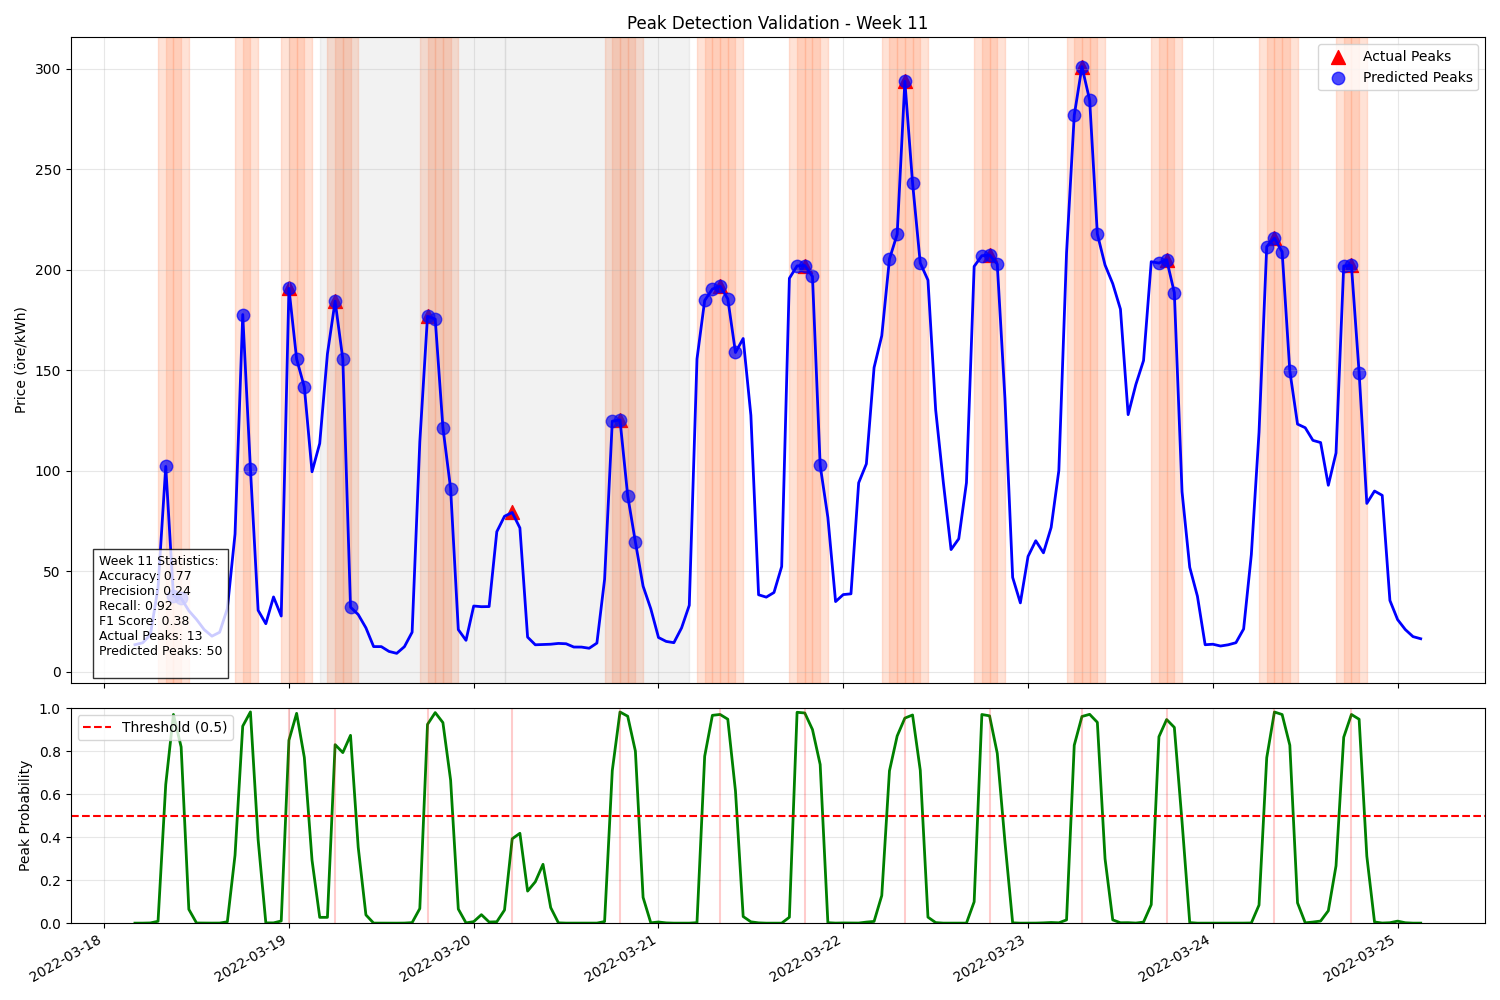 Peak Detection Validation - Week 11
Actual Peaks
Predicted Peaks
Price (öre/kWh)
300
250
200
150
100
50
0
Week 11 Statistics:
Accuracy: 0.77
Precision: 0.24
Recall: 0.92
F1 Score: 0.38
Actual Peaks: 13
Predicted Peaks: 50
Threshold (0.5)
Peak Probability
1.0
0.8
0.6
0.4
0.2
0.0
2022-03-18
2022-03-19
2022-03-20
2022-03-21
2022-03-22
2022-03-23
2022-03-24
2022-03-25